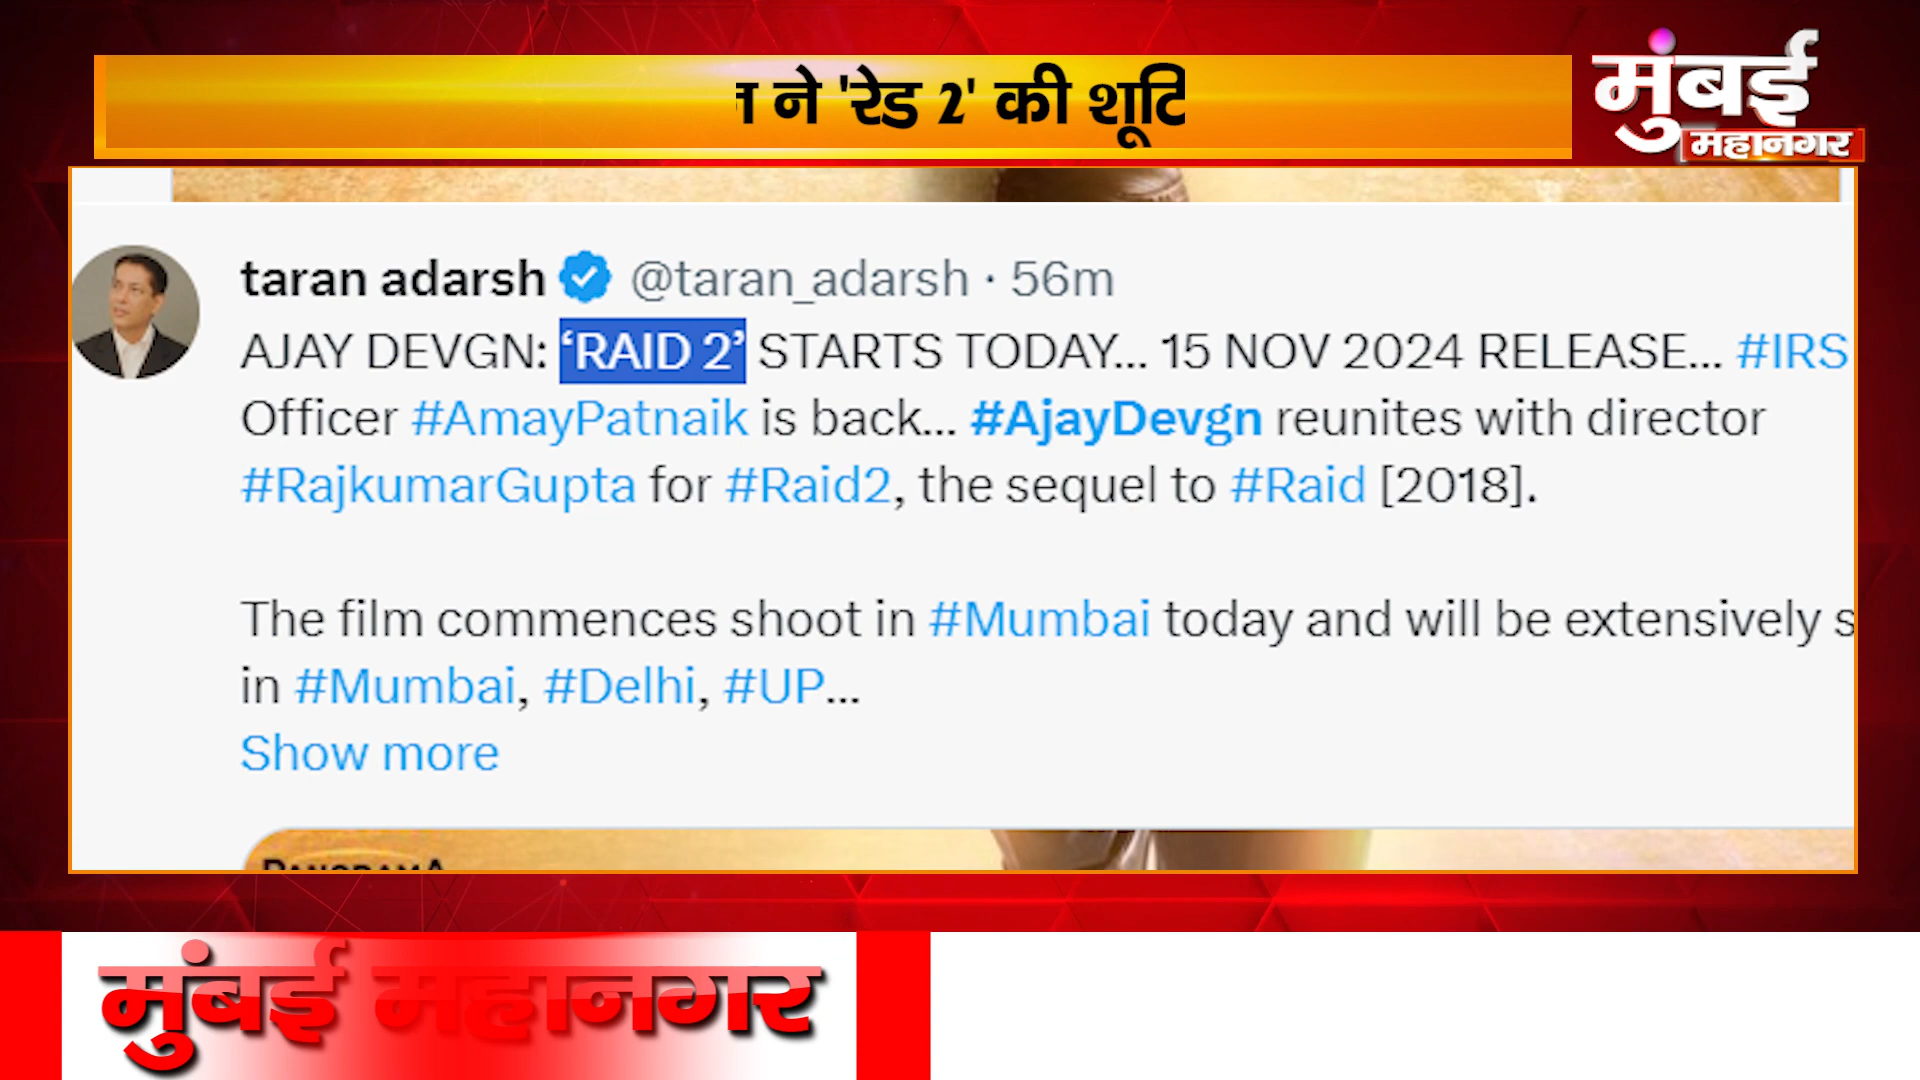 ने 'रेड 2' की
मुंबई
महानगर
taran adarsh @taran_adarsh · 56m
AJAY DEVGN: ‘RAID 2’ STARTS TODAY... 15 NOV 2024 RELEASE... #IRS
Officer #AmayPatnaik is back... #AjayDevgn reunites with director
#RajkumarGupta for #Raid2, the sequel to #Raid [2018].
The film commences shoot in #Mumbai today and will be extensively
in #Mumbai, #Delhi, #UP...
Show more
मुंबई महानगर